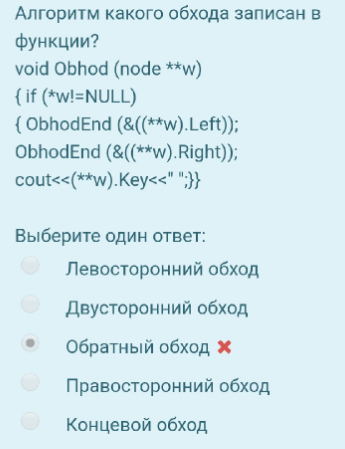 Алгоритм какого обхода записан в
функции?
void Obhod (node **w)
{ if (*w!=NULL)
{ ObhodEnd (&((**w).Left));
ObhodEnd (&((**w).Right));
cout<<(**w).Key<<" ";}}
Выберите один ответ:
Левосторонний обход
Двусторонний обход
Обратный обход
Правосторонний обход
Концевой обход